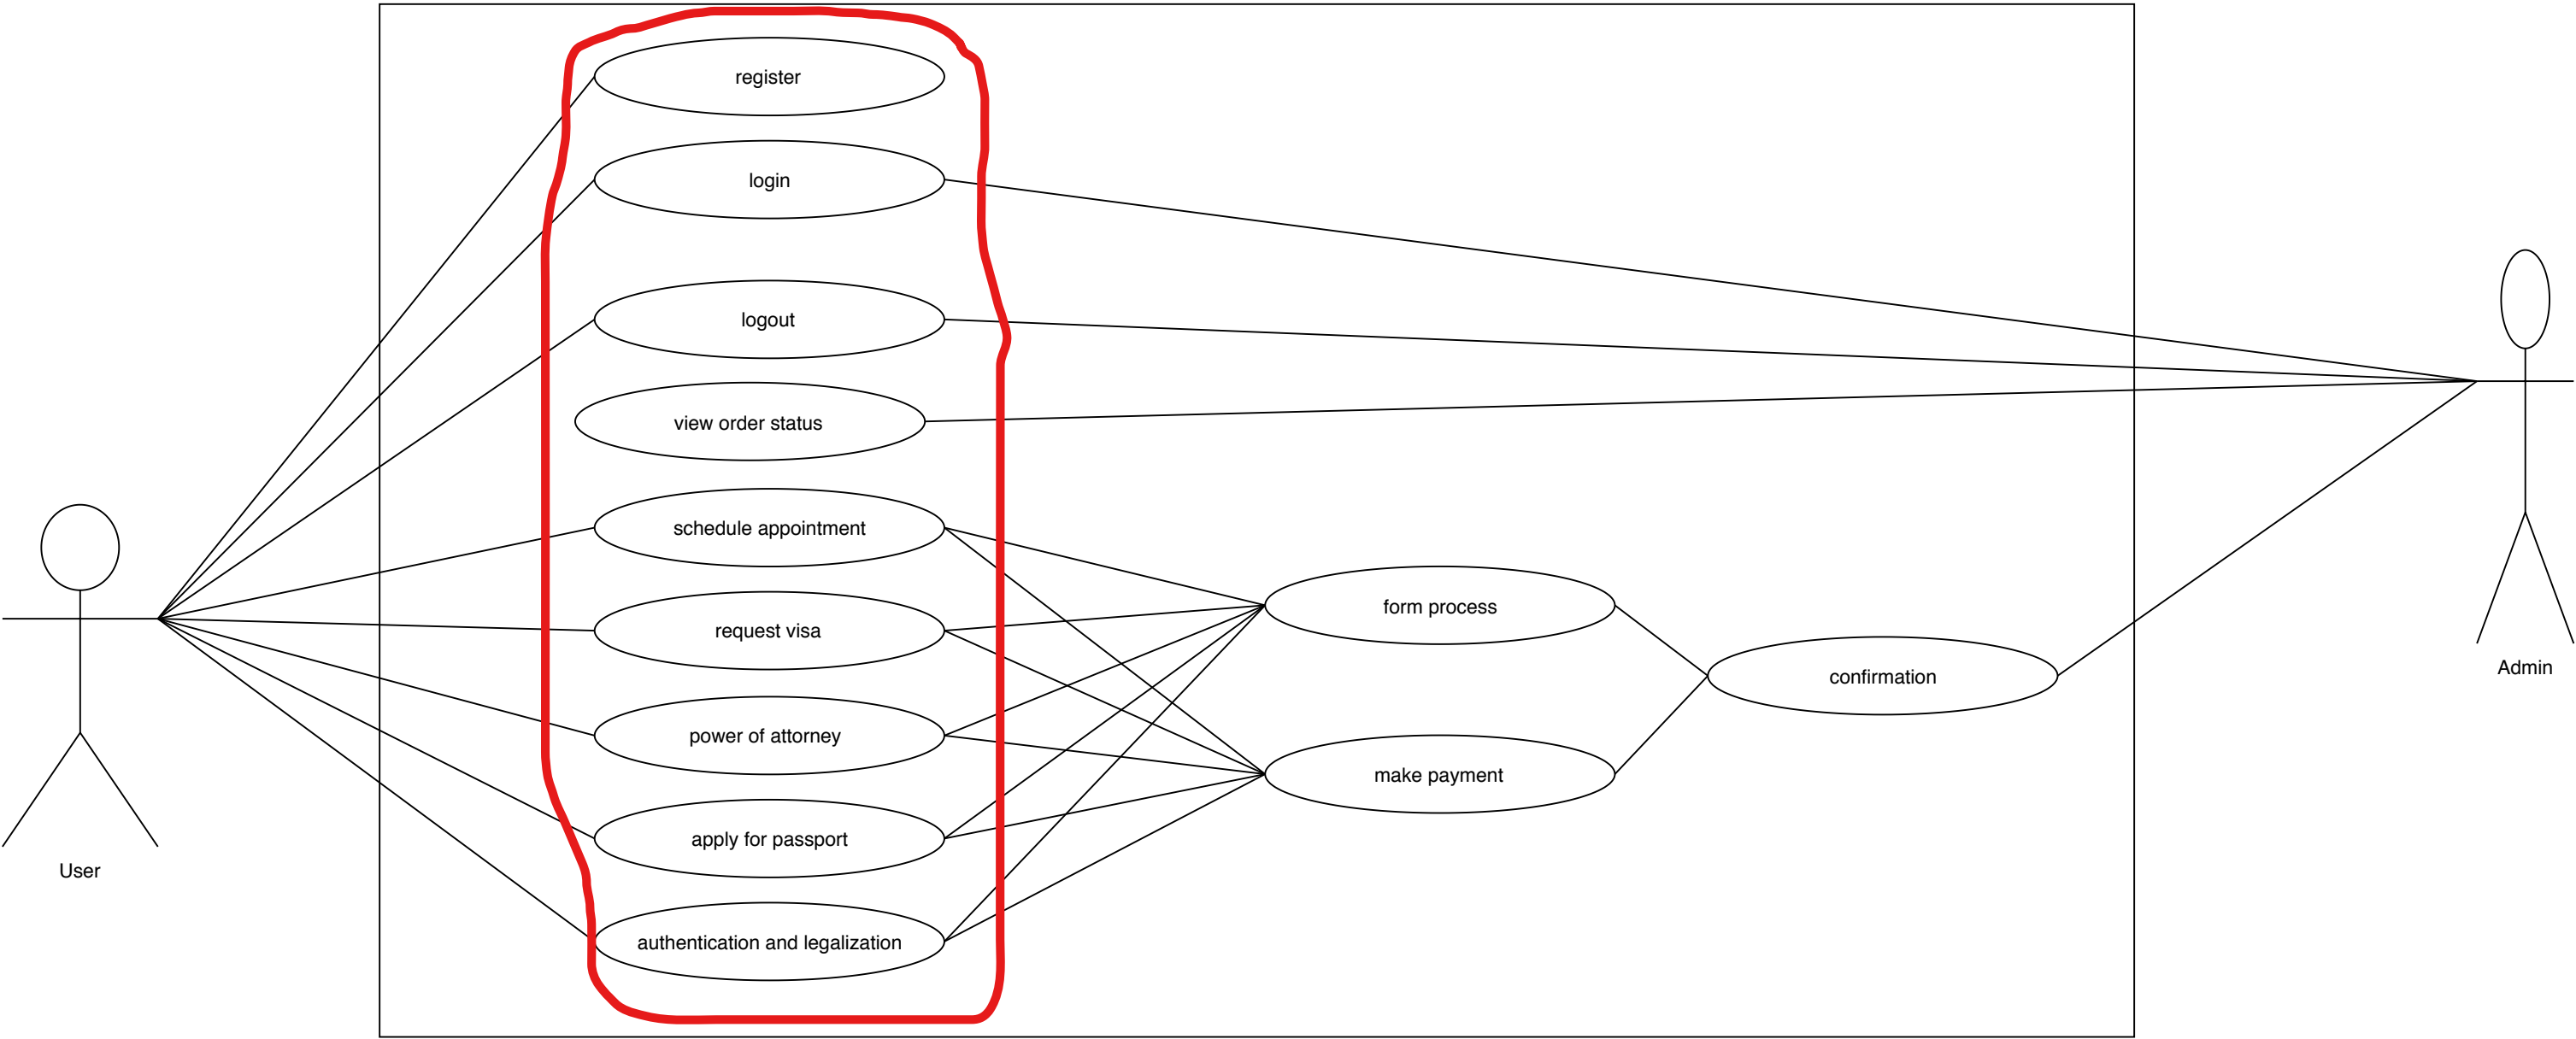 register
login
logout
view order status
schedule appointment
request visa
power of attorney
apply for passport
authentication and legalization
form process
make payment
confirmation
User
Admin